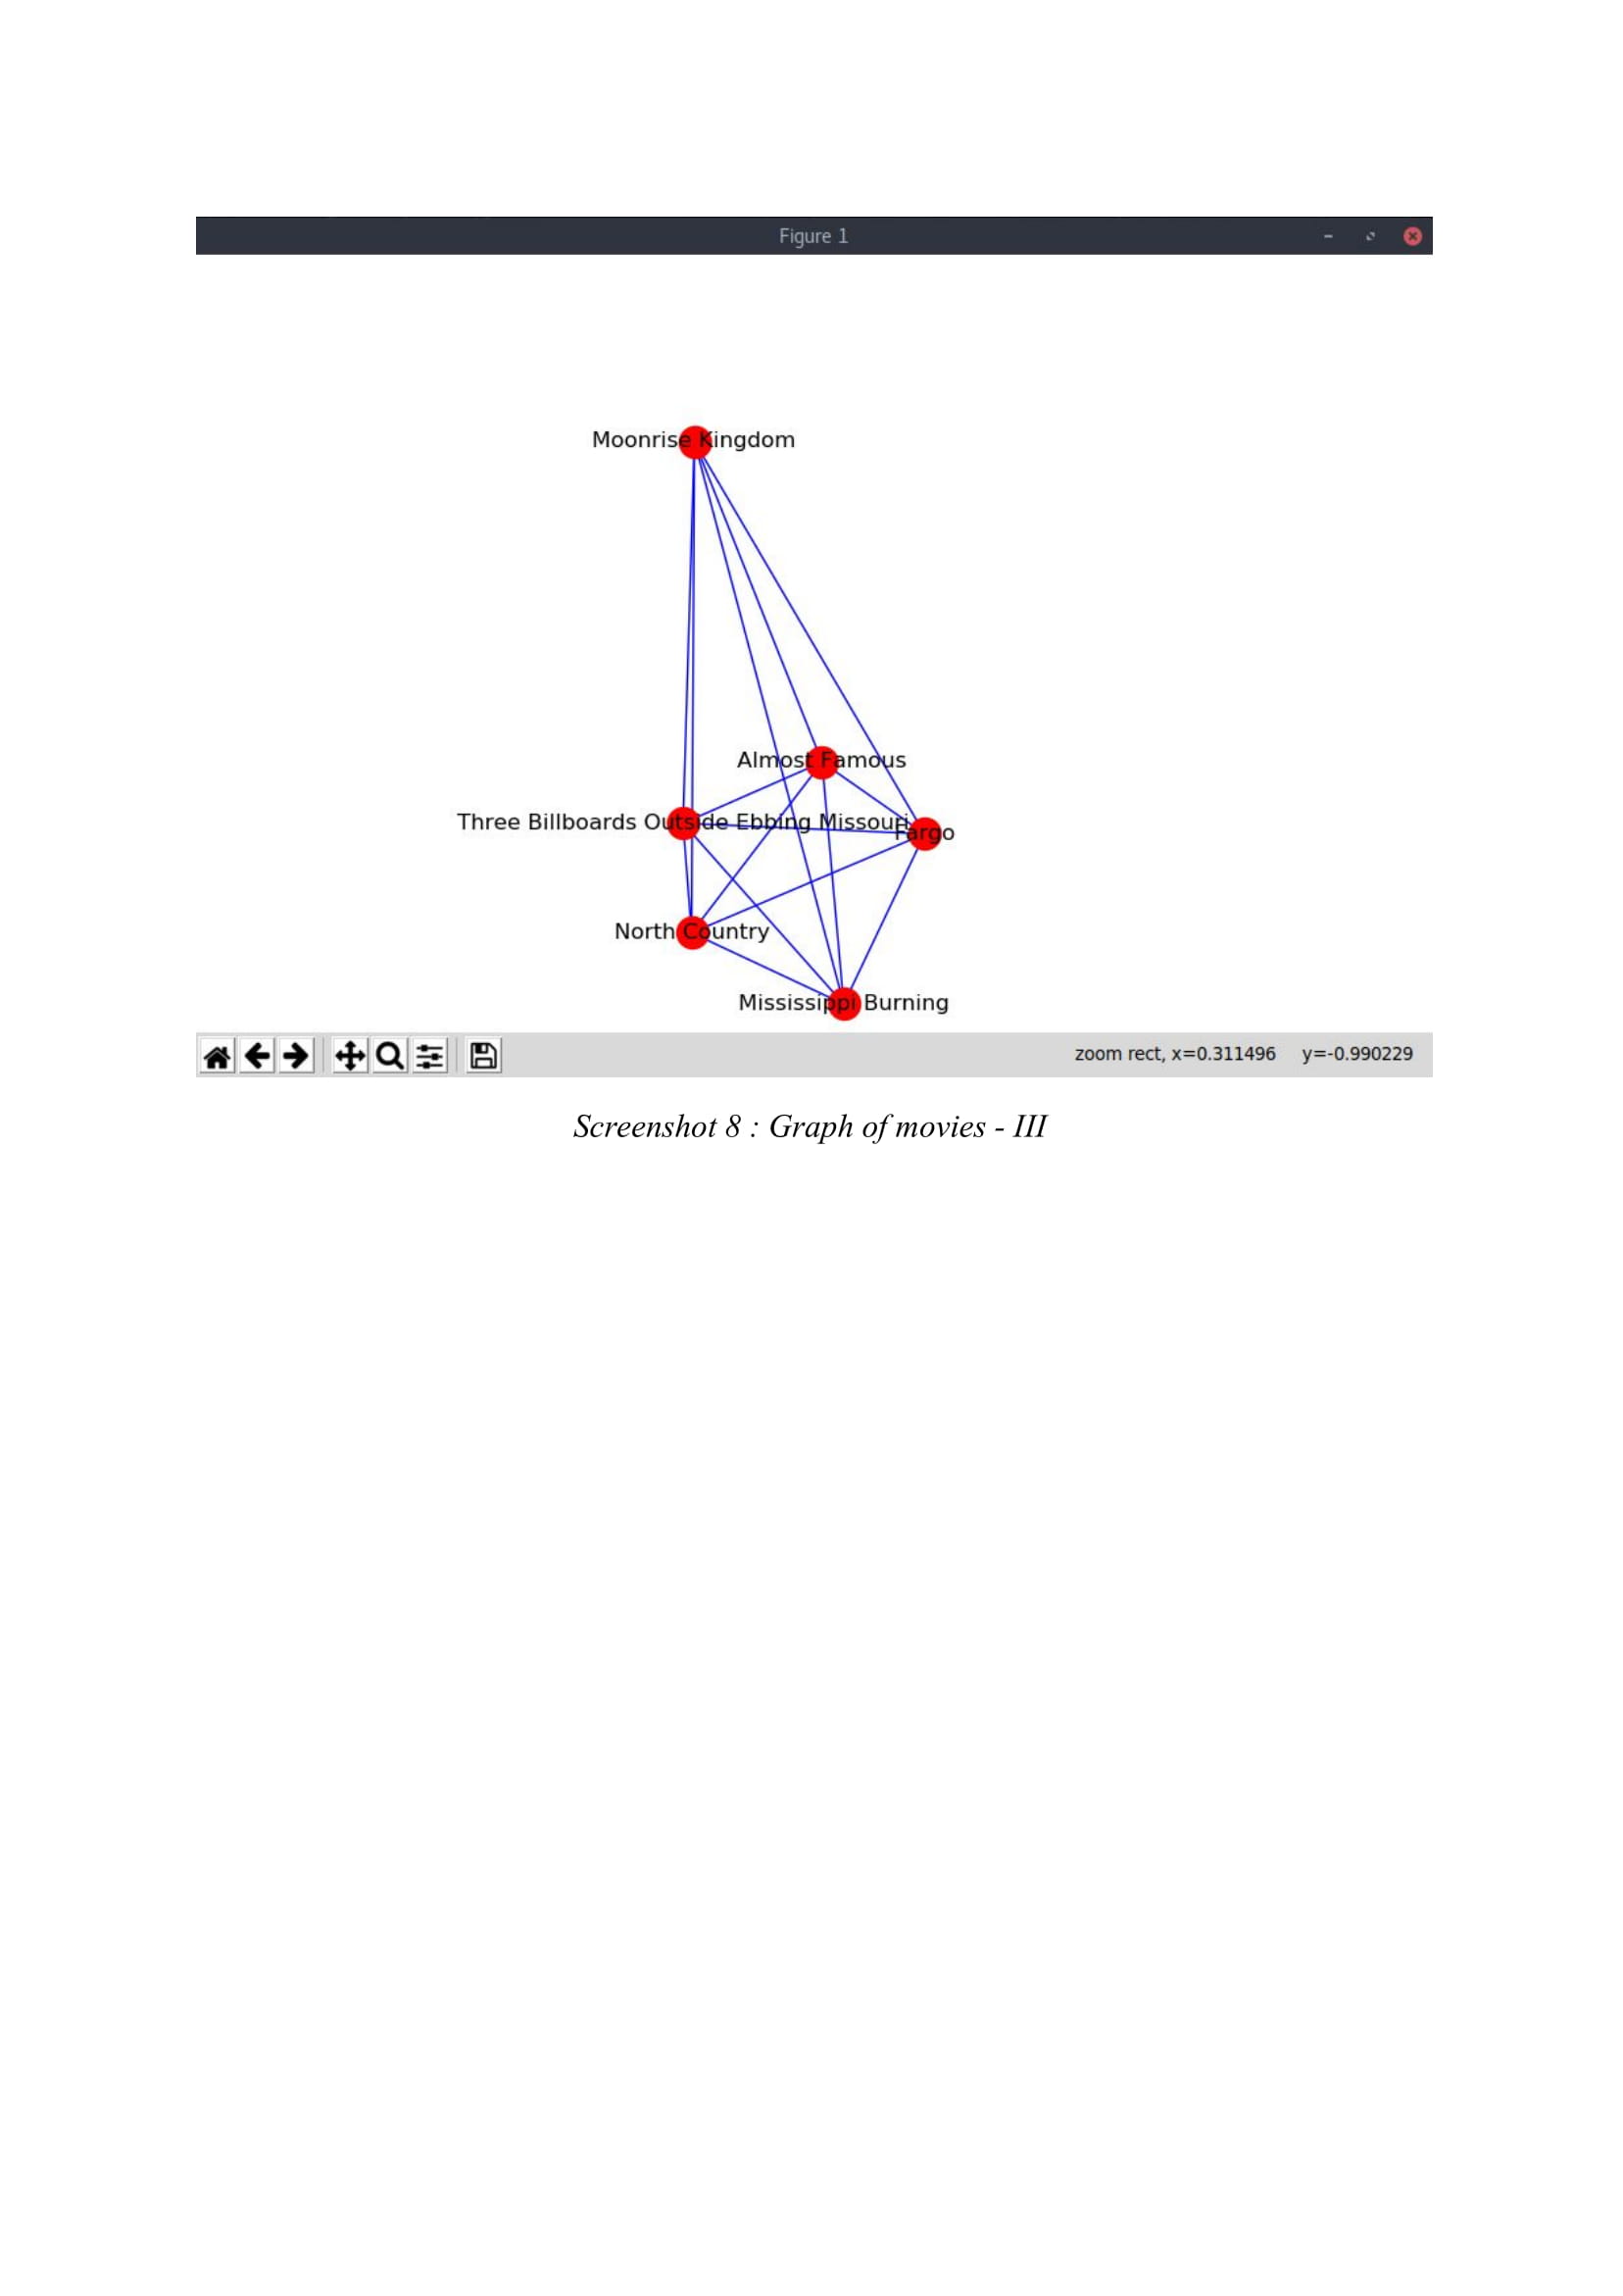 Figure 1
Moonrise Kingdom
Almost Famous
Three Billboards Outside Ebbing Missouri
Fargo
North Country
Mississippi Burning
zoom rect, x=0.311496 y=-0.990229
Screenshot 8 : Graph of movies - III